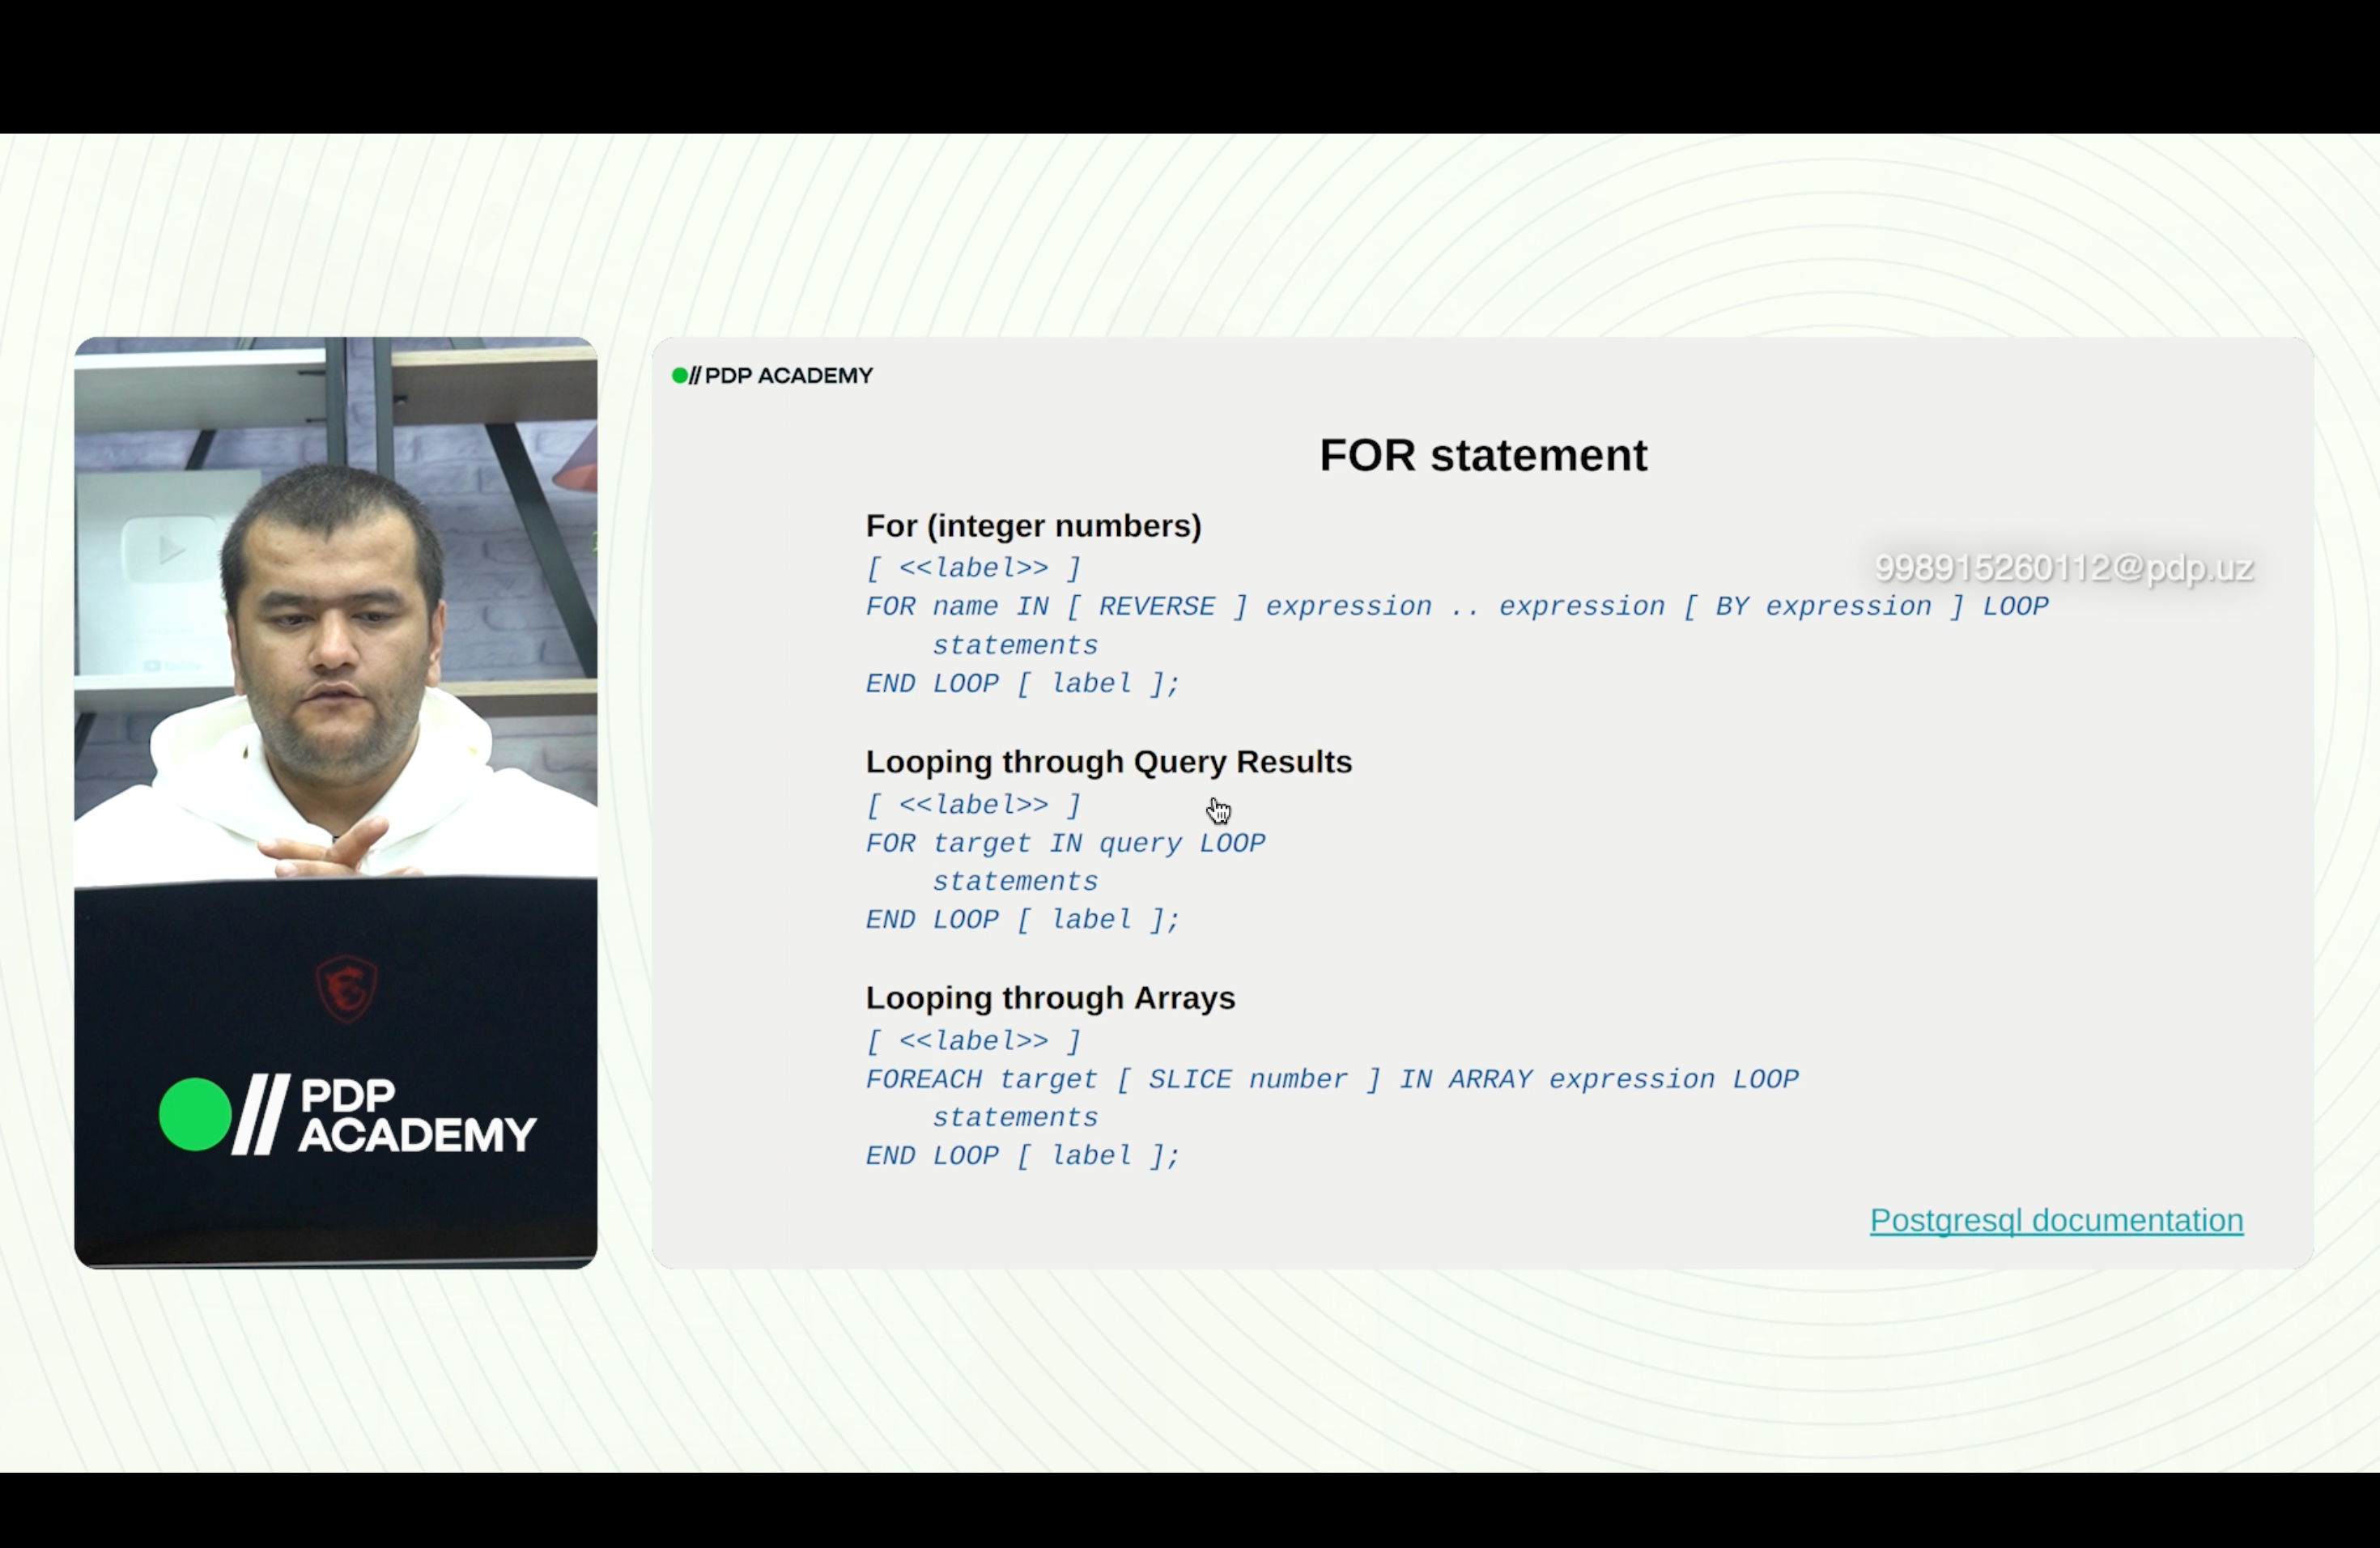 PDP ACADEMY
FOR statement
For (integer numbers)
[ <<label>> ]
998915260112@pdp.uz
FOR name IN [ REVERSE ] expression .. expression [ BY expression ] LOOP
statements
END LOOP [ label ];
Looping through Query Results
[ <<label>> ]
FOR target IN query LOOP
statements
END LOOP [ label ];
Looping through Arrays
[ <<label>> ]
FOREACH target [ SLICE number ] IN ARRAY expression LOOP
statements
END LOOP [ label ];
Postgresql documentation
PDP
ACADEMY